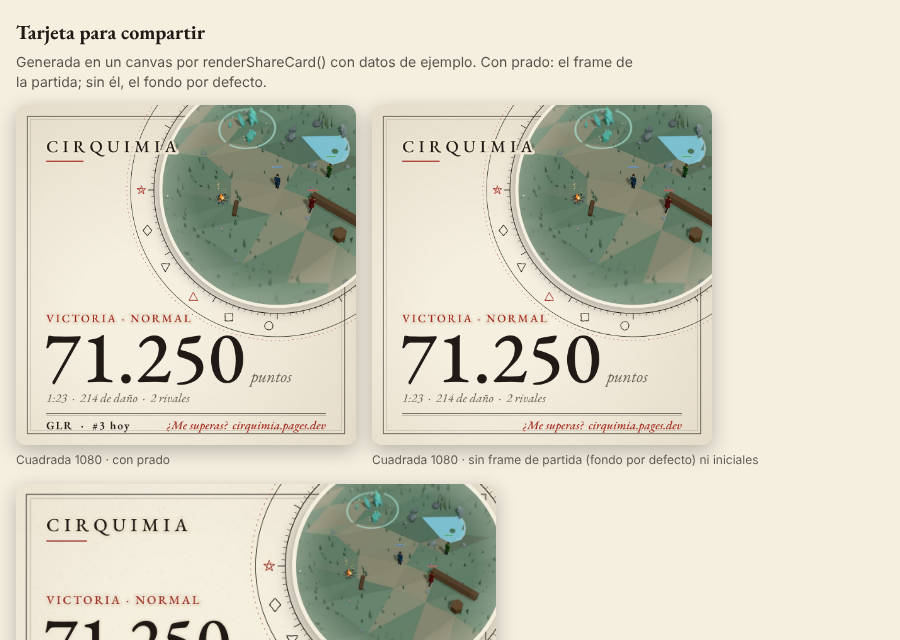 Tarjeta para compartir
Generada en un canvas por renderShareCard() con datos de ejemplo. Con prado: el frame de
la partida; sin él, el fondo por defecto.
CIRQUIMIA
VICTORIA · NORMAL
71.250 puntos
1:23 · 214 de daño · 2 rivales
GLR · #3 hoy ¿Me superas? cirquimia.pages.dev
Cuadrada 1080 · con prado
CIRQUIMIA
VICTORIA · NORMAL
71.250 puntos
1:23 · 214 de daño · 2 rivales
¿Me superas? cirquimia.pages.dev
Cuadrada 1080 · sin frame de partida (fondo por defecto) ni iniciales
CIRQUIMIA
VICTORIA · NORMAL
71.250